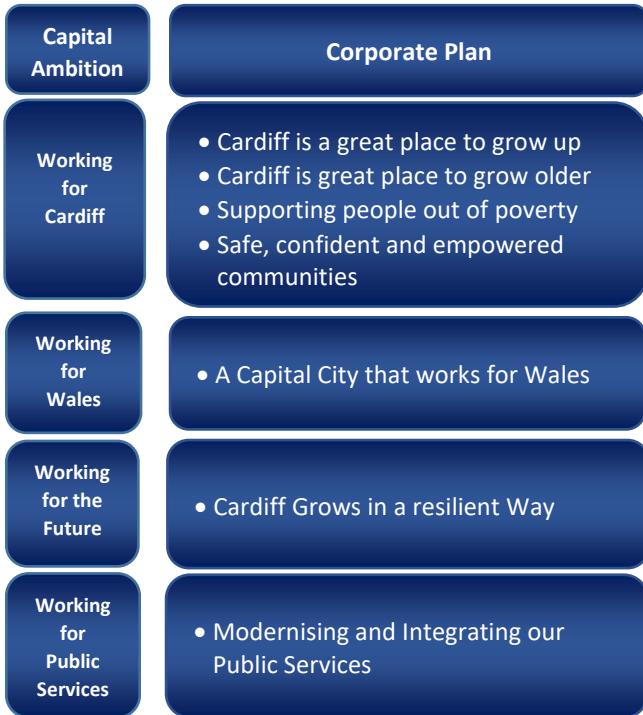 Capital
Ambition
Corporate Plan
Working
for
Cardiff
• Cardiff is a great place to grow up
• Cardiff is great place to grow older
• Supporting people out of poverty
• Safe, confident and empowered
communities
Working
for
Wales
• A Capital City that works for Wales
Working
for the
Future
• Cardiff Grows in a resilient Way
Working
for
Public
Services
• Modernising and Integrating our
Public Services